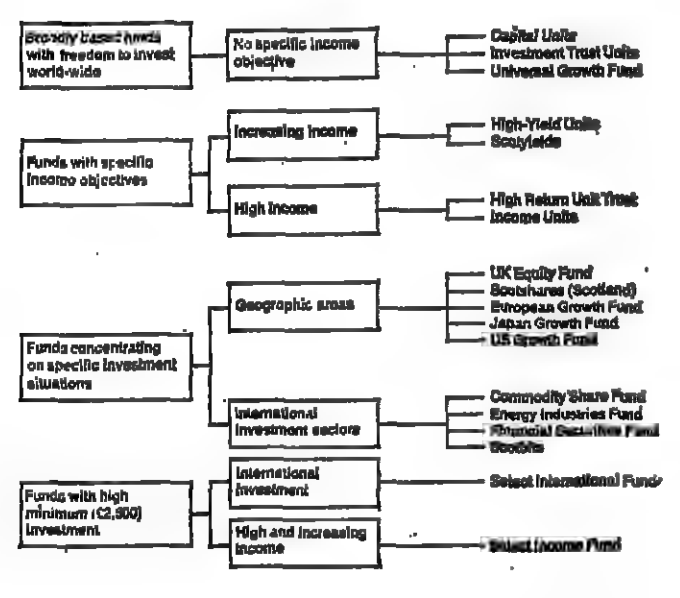 Broadly based funds
with freedom to invest
world-wide
No specific income
objective
Capital Units
Investment Trust Units
Universal Growth Fund
Funds with specific
income objectives
Increasing income
High-Yield Units
Scotyields
High income
High Return Unit Trust
Income Units
Funds concentrating
on specific investment
situations
Geographic areas
UK Equity Fund
Scotshares (Scotland)
European Growth Fund
Japan Growth Fund
US Growth Fund
International
investment sectors
Commodity Share Fund
Energy Industries Fund
Financial Securities Fund
Funds with high
minimum (£2,500)
investment
International
investment
Select International Fund
High and increasing
income
Select Income Fund